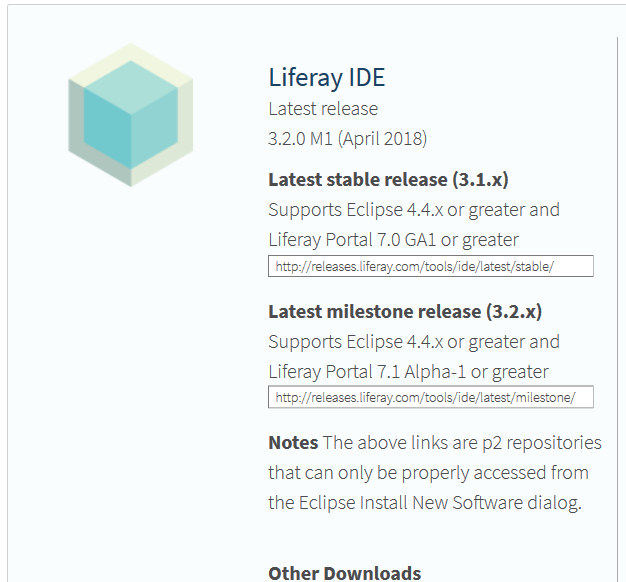 Liferay IDE
Latest release
3.2.0 M1 (April 2018)
Latest stable release (3.1.x)
Supports Eclipse 4.4.x or greater and
Liferay Portal 7.0 GA1 or greater
http://releases.liferay.com/tools/ide/latest/stable/
Latest milestone release (3.2.x)
Supports Eclipse 4.4.x or greater and
Liferay Portal 7.1 Alpha-1 or greater
http://releases.liferay.com/tools/ide/latest/milestone/
Notes The above links are p2 repositories
that can only be properly accessed from
the Eclipse Install New Software dialog.
Other Downloads